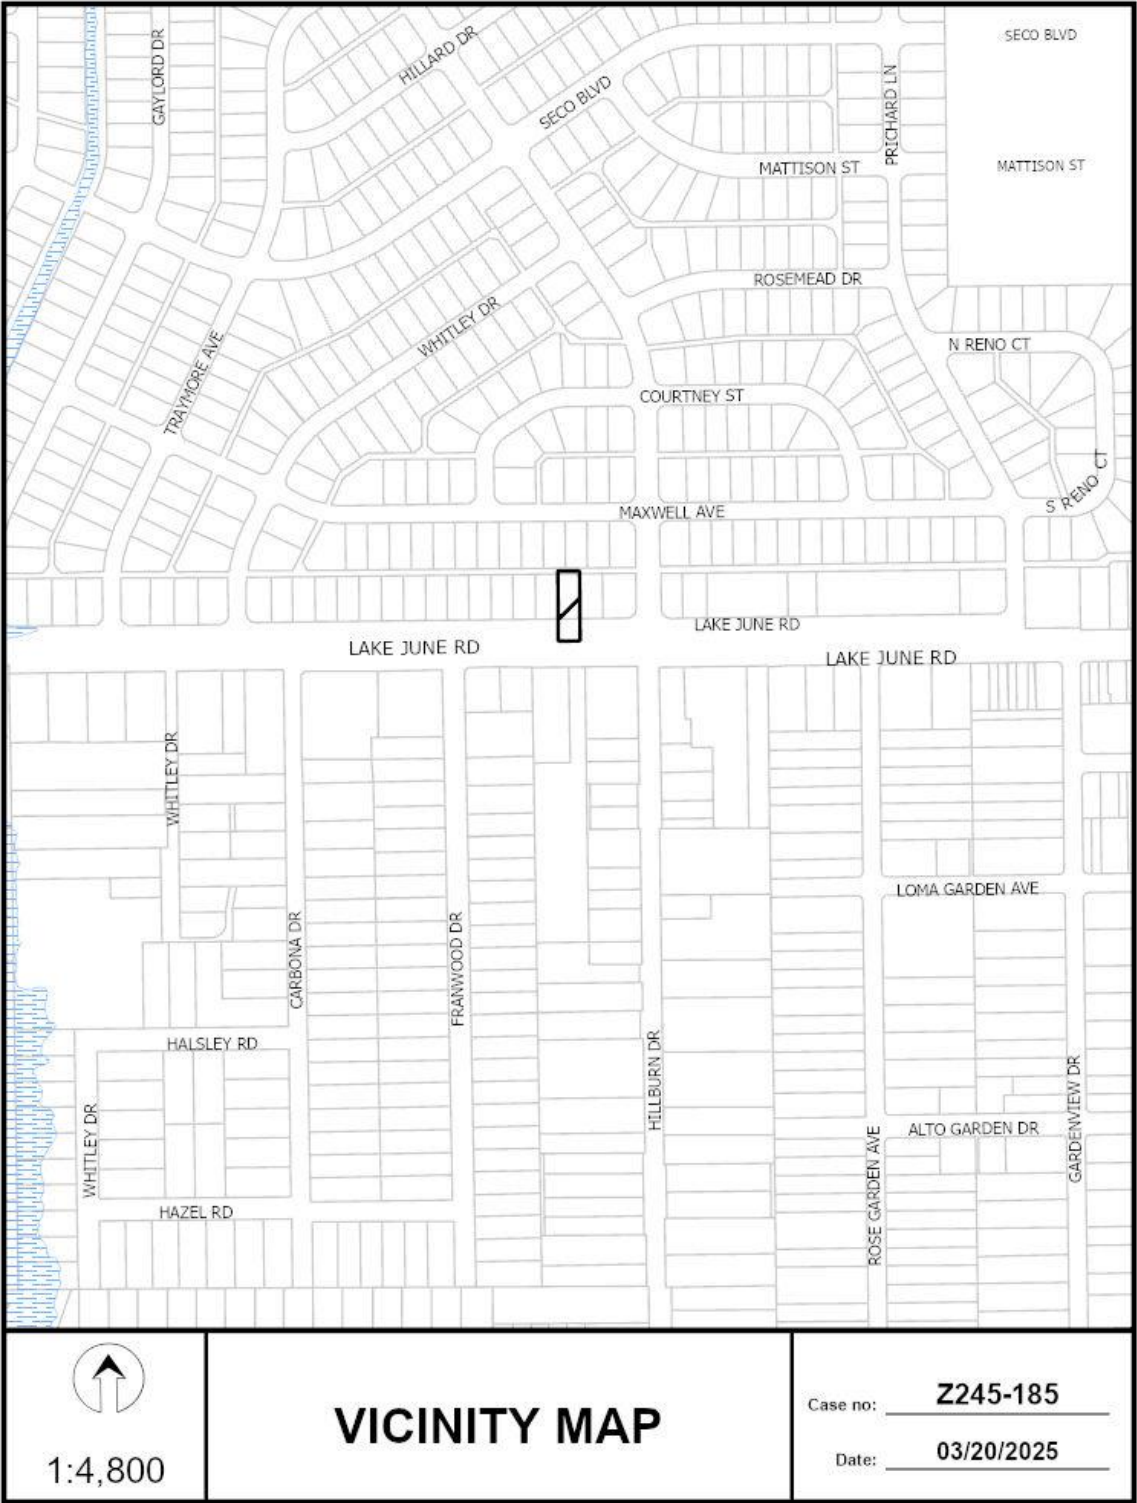 SECO BLVD
GAYLORD DR
HILLARD DR
SECO BLVD
PRICHARD LN
MATTISON ST
MATTISON ST
ROSEMEAD DR
WHITLEY DR
TRAYMORE AVE
N RENO CT
COURTNEY ST
S RENO CT
MAXWELL AVE
LAKE JUNE RD
LAKE JUNE RD
LAKE JUNE RD
WHITLEY DR
LOMA GARDEN AVE
CARBONA DR
FRANWOOD DR
HALSLEY RD
HILLBURN DR
GARDENVIEW DR
WHITLEY DR
ALTO GARDEN DR
ROSE GARDEN AVE
HAZEL RD
1:4,800
VICINITY MAP
Case no: Z245-185
Date: 03/20/2025